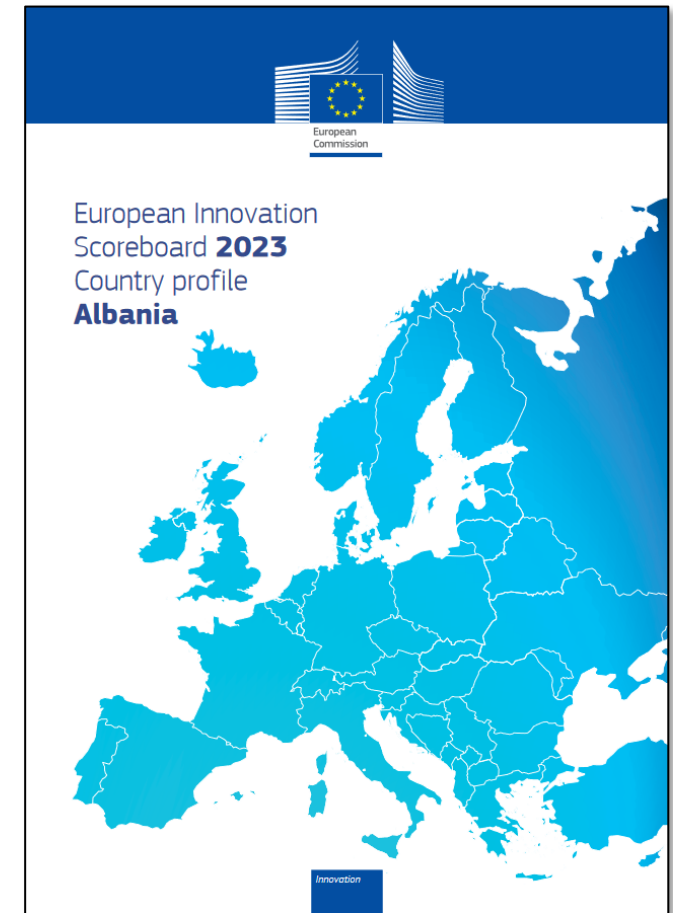 European
Commission
European Innovation
Scoreboard 2023
Country profile
Albania
Innovation